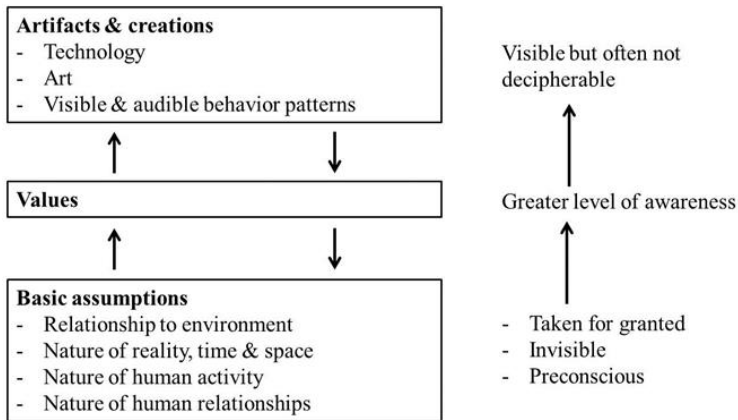 Artifacts & creations
- Technology
- Art
- Visible & audible behavior patterns
Visible but often not
decipherable
Values
Greater level of awareness
Basic assumptions
- Relationship to environment
- Nature of reality, time & space
- Nature of human activity
- Nature of human relationships
- Taken for granted
- Invisible
- Preconscious